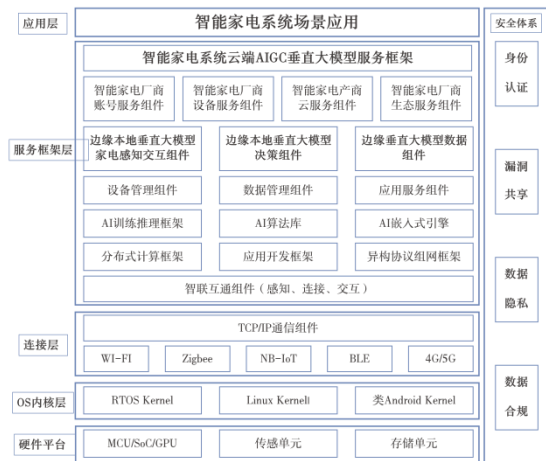 应用层
智能家电系统场景应用
安全体系
智能家电系统云端AIGC垂直大模型服务框架
身份
认证
智能家电厂商
账号服务组件
智能家电厂商
设备服务组件
智能家电产商
云服务组件
智能家电厂商
生态服务组件
服务框架层
边缘本地垂直大模型
家电感知交互组件
边缘本地垂直大模型
决策组件
边缘垂直大模型数据
组件
漏洞
共享
设备管理组件
数据管理组件
应用服务组件
AI训练推理框架
AI算法库
AI嵌入式引擎
分布式计算框架
应用开发框架
异构协议组网框架
数据
隐私
智联互通组件（感知、连接、交互）
连接层
TCP/IP通信组件
WI-FI
Zigbee
NB-IoT
BLE
4G/5G
数据
合规
OS内核层
RTOS Kernel
Linux Kernel
类Android Kernel
硬件平台
MCU/SoC/GPU
传感单元
存储单元